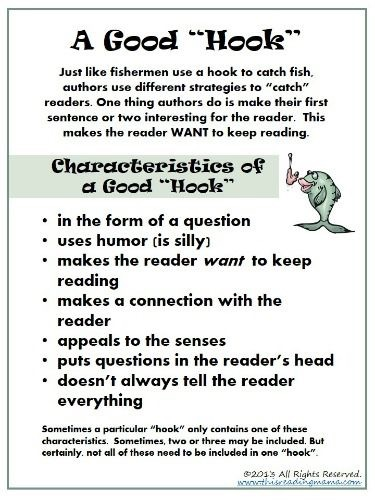 A Good “Hook”
Just like fishermen use a hook to catch fish,
authors use different strategies to “catch”
readers. One thing authors do is make their first
sentence or two interesting for the reader. This
makes the reader WANT to keep reading.
Characteristics of
a Good “Hook”
• in the form of a question
• uses humor (is silly)
• makes the reader want to keep
reading
• makes a connection with the
reader
• appeals to the senses
• puts questions in the reader’s head
• doesn’t always tell the reader
everything
Sometimes a particular “hook” only contains one of these
characteristics. Sometimes, two or three may be included. But
certainly, not all of these need to be included in one “hook”.
©2013 All Rights Reserved.
www.thisreadingmama.com